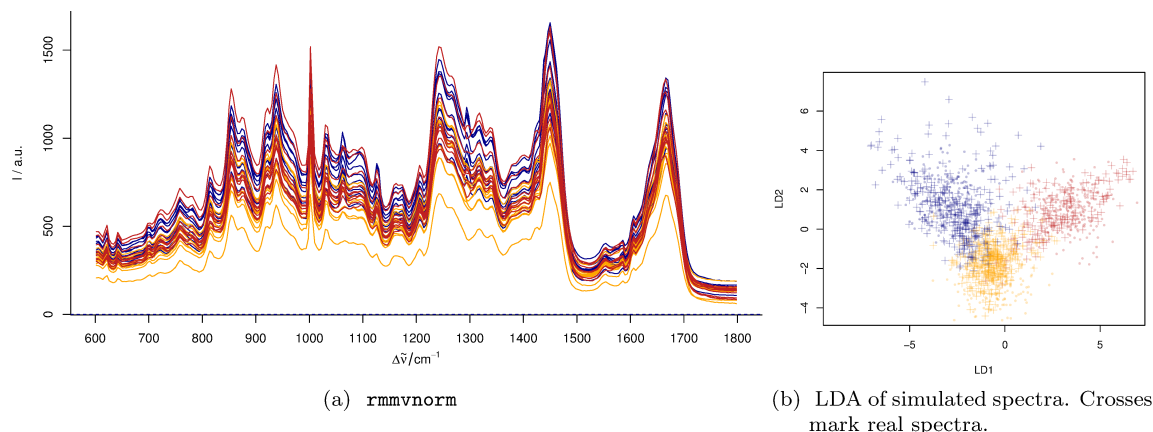 1500
1000
500
0
I / a.u.
600 700 800 900 1000 1100 1200 1300 1400 1500 1600 1700 1800
Δν̃/cm⁻¹
(a) rmmvnorm
6
4
2
0
−2
−4
LD2
−5 0 5
LD1
(b) LDA of simulated spectra. Crosses
mark real spectra.